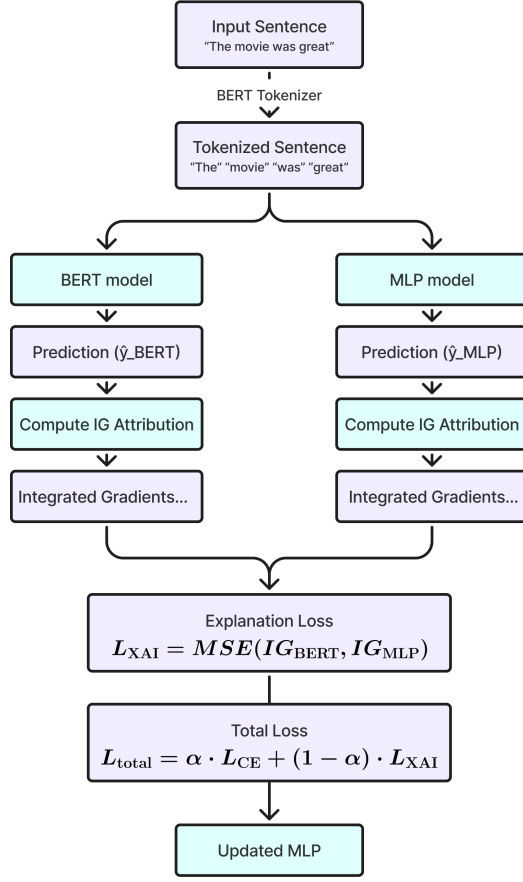 Input Sentence
“The movie was great”
BERT Tokenizer
Tokenized Sentence
“The” “movie” “was” “great”
BERT model
MLP model
Prediction (ŷ_BERT)
Prediction (ŷ_MLP)
Compute IG Attribution
Compute IG Attribution
Integrated Gradients...
Integrated Gradients...
Explanation Loss
L_XAI = MSE(IG_BERT, IG_MLP)
Total Loss
L_total = α · L_CE + (1 − α) · L_XAI
Updated MLP